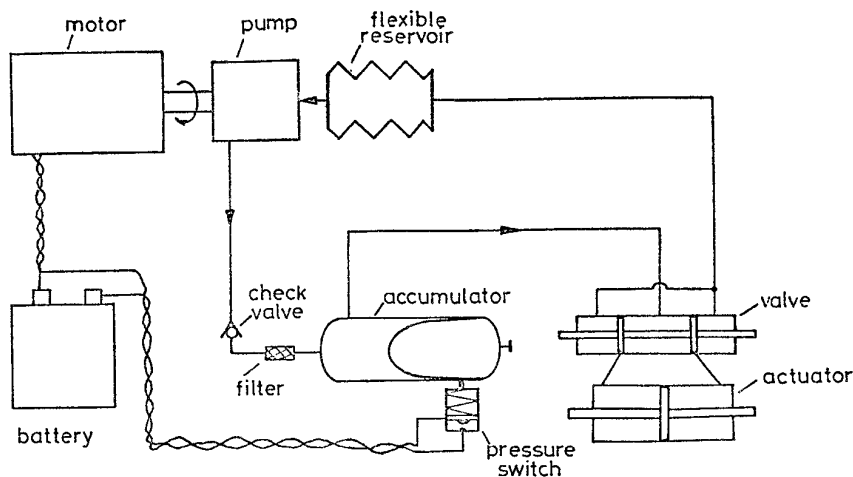 motor
pump
flexible
reservoir
check
valve
accumulator
valve
filter
actuator
battery
pressure
switch